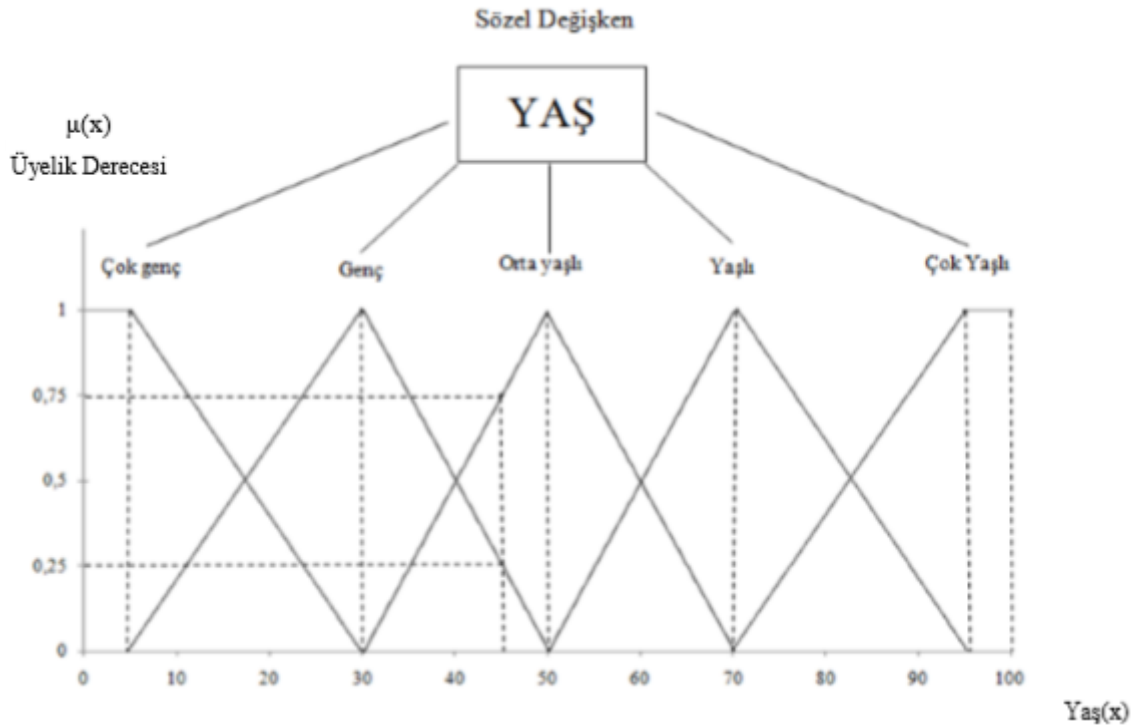 Sözel Değişken
YAŞ
μ(x)
Üyelik Derecesi
Çok genç
Genç
Orta yaşlı
Yaşlı
Çok Yaşlı
1
0,75
0,5
0,25
0
0 10 20 30 40 50 60 70 80 90 100
Yaş(x)